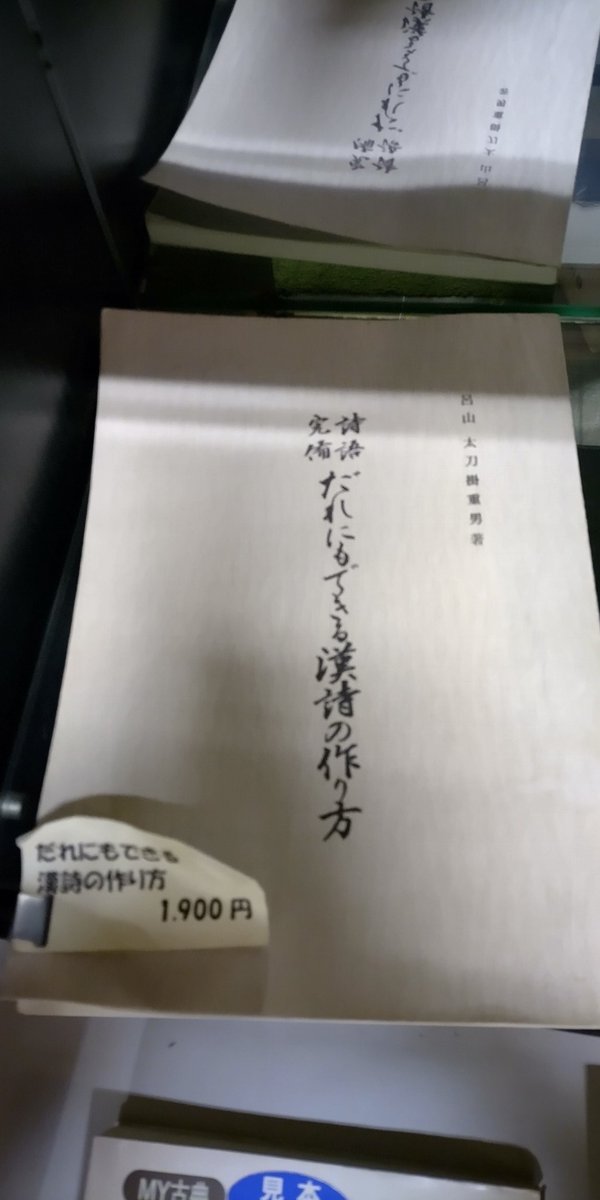 呂山 太刀掛重男著
詩語
完備
だれにもできる漢詩の作り方
だれにもできる
漢詩の作り方
1.900円
MY古典
見本